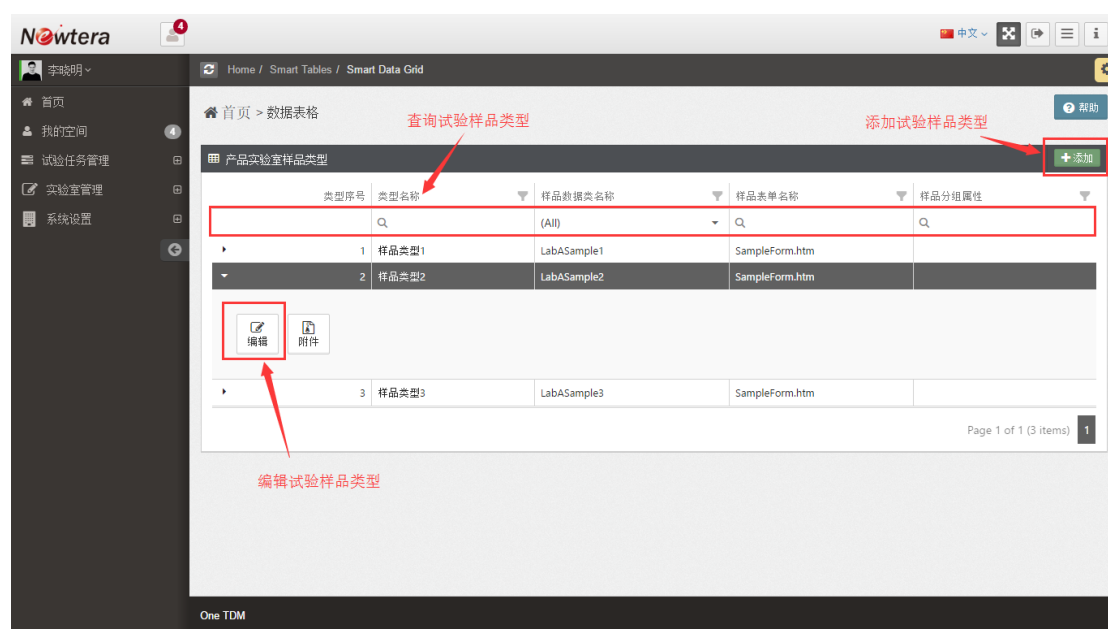 Newtera
4
中文
i
李晓明
Home / Smart Tables / Smart Data Grid
首页
首页 > 数据表格
帮助
查询试验样品类型
添加试验样品类型
我的空间
4
试验任务管理
产品实验室样品类型
添加
实验室管理
类型序号 类型名称 样品数据类名称 样品表单名称 样品分组属性
系统设置
(All)
1 样品类型1 LabASample1 SampleForm.htm
2 样品类型2 LabASample2 SampleForm.htm
编辑 附件
3 样品类型3 LabASample3 SampleForm.htm
Page 1 of 1 (3 items) 1
编辑试验样品类型
One TDM